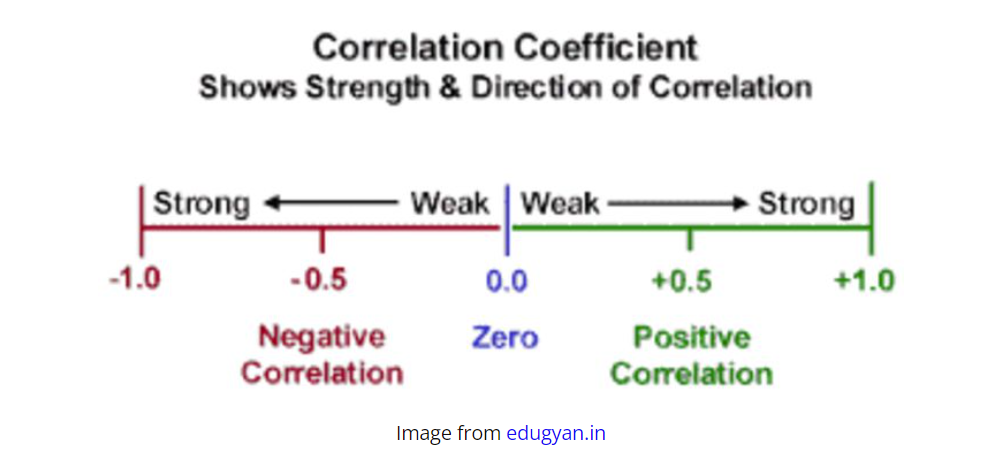 Correlation Coefficient
Shows Strength & Direction of Correlation
Strong Weak Weak Strong
-1.0 -0.5 0.0 +0.5 +1.0
Negative Zero Positive
Correlation Correlation
Image from edugyan.in